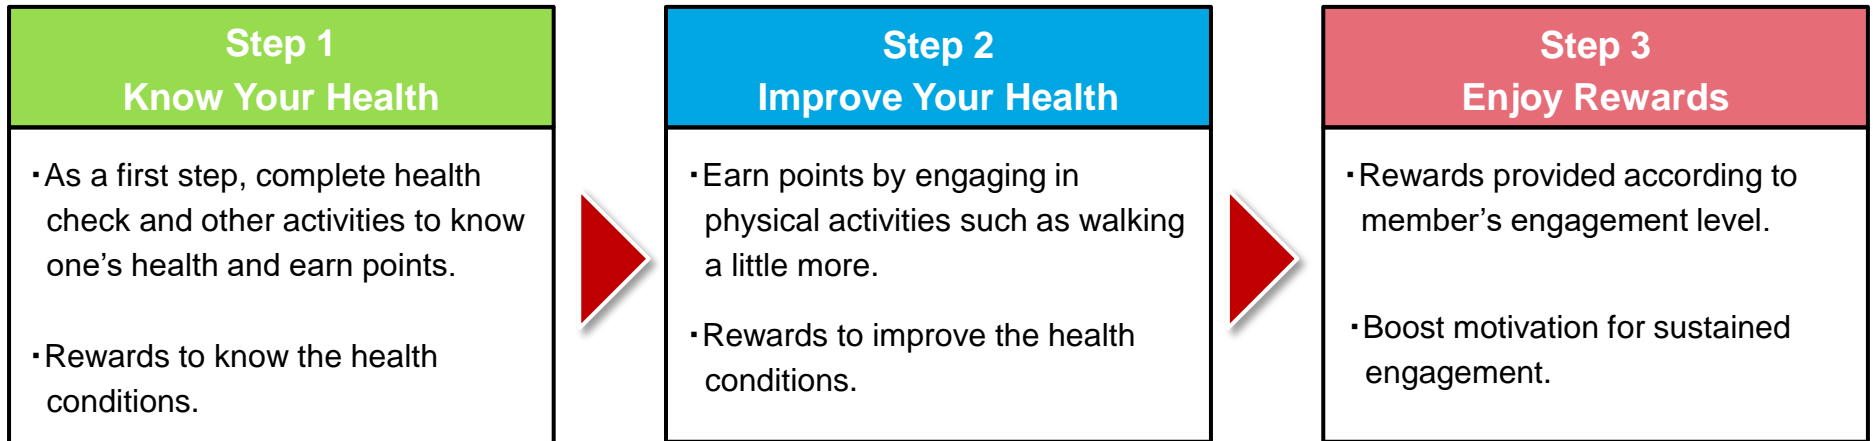 Step 1
Know Your Health
・As a first step, complete health
check and other activities to know
one’s health and earn points.
・Rewards to know the health
conditions.
Step 2
Improve Your Health
・Earn points by engaging in
physical activities such as walking
a little more.
・Rewards to improve the health
conditions.
Step 3
Enjoy Rewards
・Rewards provided according to
member’s engagement level.
・Boost motivation for sustained
engagement.